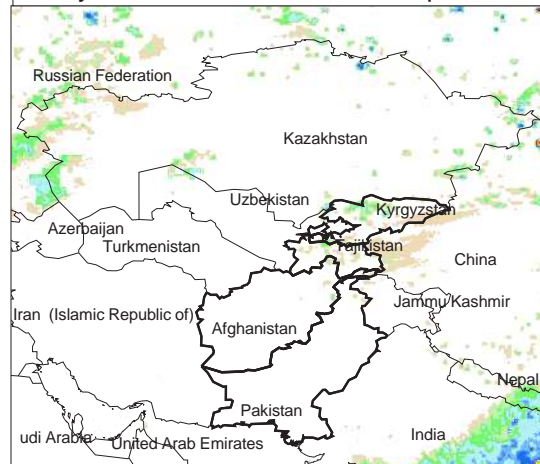 Russian Federation
Kazakhstan
Uzbekistan
Kyrgyzstan
Azerbaijan
Turkmenistan
Tajikistan
China
Jammu Kashmir
Iran (Islamic Republic of)
Afghanistan
Nepal
Pakistan
India
udi Arabia
United Arab Emirates